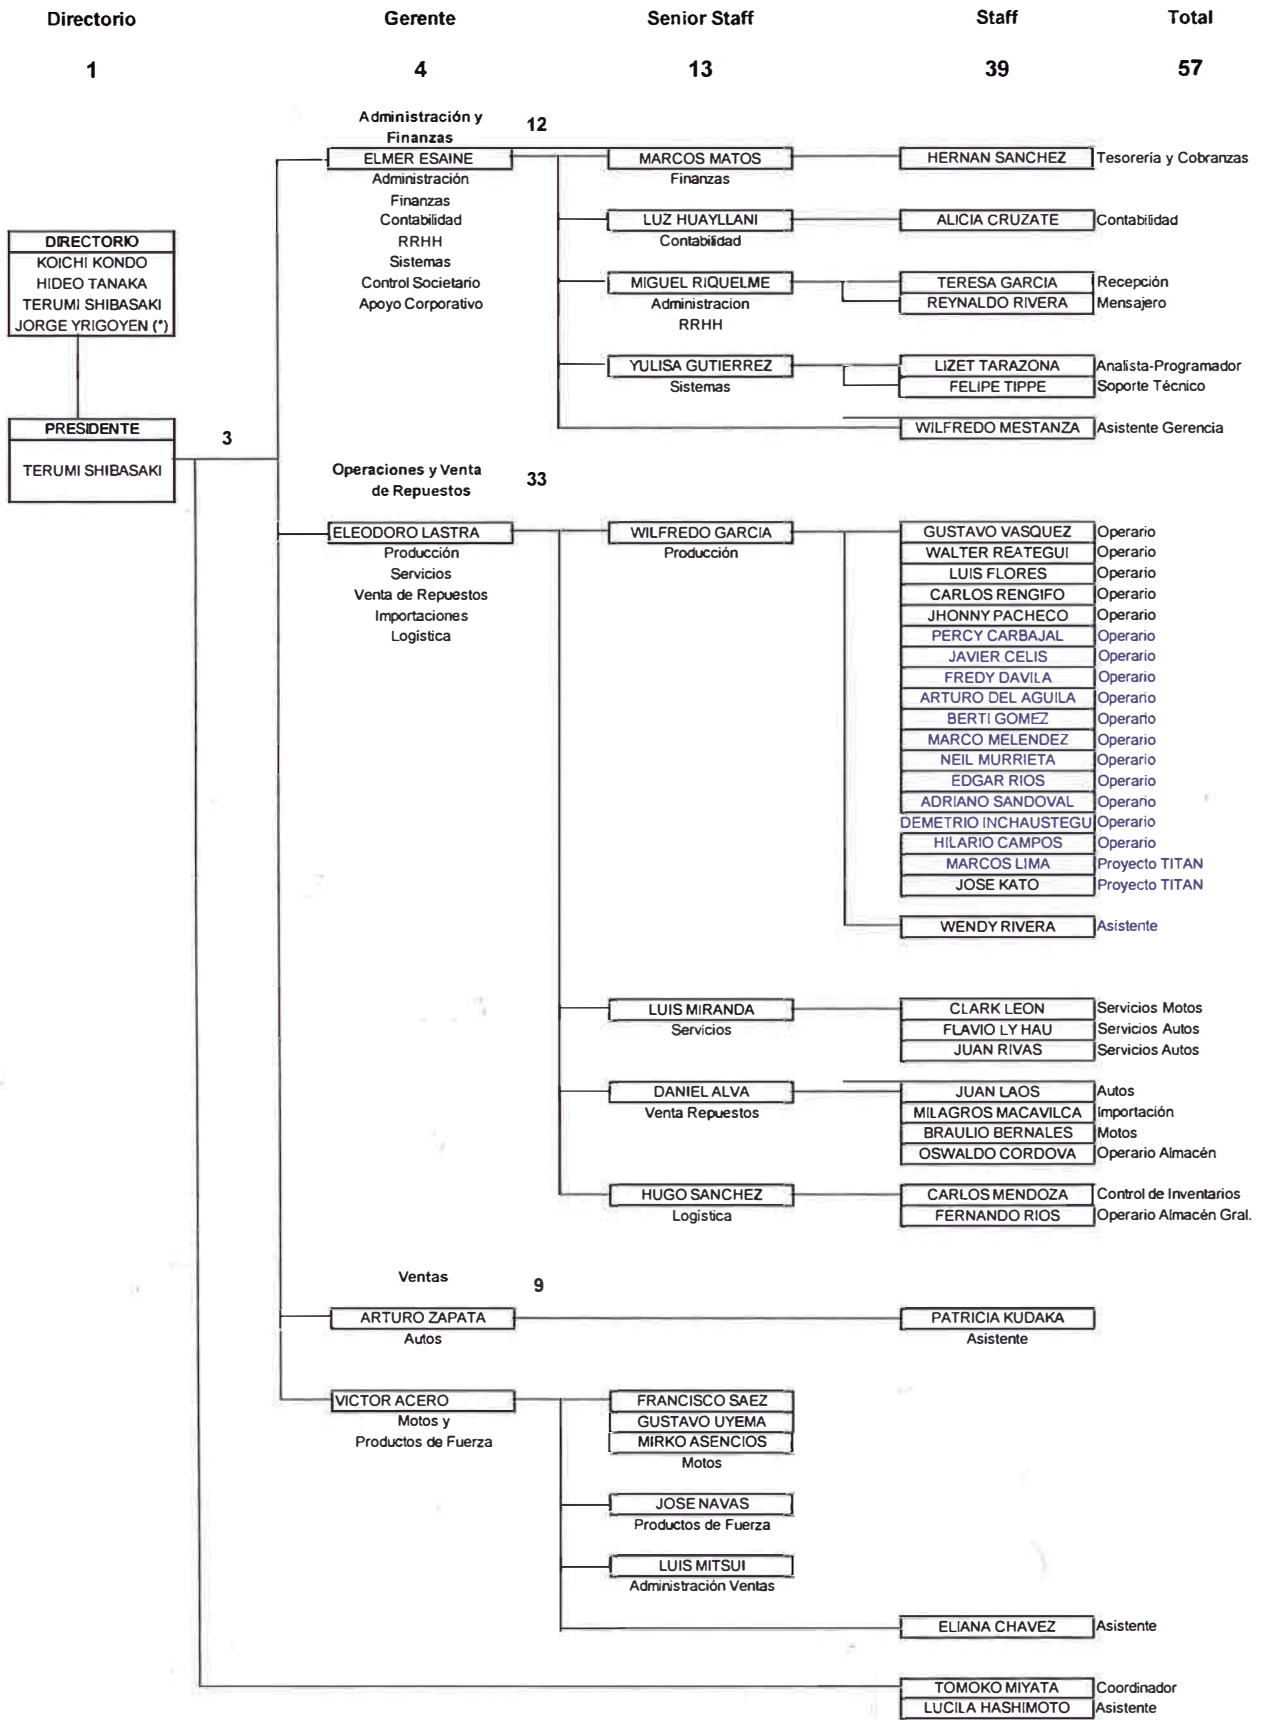 Directorio Gerente Senior Staff Staff Total
1 4 13 39 57
Administración y
Finanzas
12
ELMER ESAINE MARCOS MATOS HERNAN SANCHEZ Tesorería y Cobranzas
Administración Finanzas
Finanzas
Contabilidad LUZ HUAYLLANI ALICIA CRUZATE Contabilidad
RRHH Contabilidad
Sistemas
Control Societario MIGUEL RIQUELME TERESA GARCIA Recepción
Apoyo Corporativo Administracion REYNALDO RIVERA Mensajero
RRHH
DIRECTORIO
KOICHI KONDO
HIDEO TANAKA
TERUMI SHIBASAKI
JORGE YRIGOYEN (*)
YULISA GUTIERREZ LIZET TARAZONA Analista-Programador
Sistemas FELIPE TIPPE Soporte Técnico
WILFREDO MESTANZA Asistente Gerencia
PRESIDENTE
3
TERUMI SHIBASAKI
Operaciones y Venta
de Repuestos
33
ELEODORO LASTRA WILFREDO GARCIA GUSTAVO VASQUEZ Operario
Producción Producción WALTER REATEGUI Operario
Servicios LUIS FLORES Operario
Venta de Repuestos CARLOS RENGIFO Operario
Importaciones JHONNY PACHECO Operario
Logística PERCY CARBAJAL Operario
JAVIER CELIS Operario
FREDY DAVILA Operario
ARTURO DEL AGUILA Operario
BERTI GOMEZ Operario
MARCO MELENDEZ Operario
NEIL MURRIETA Operario
EDGAR RIOS Operario
ADRIANO SANDOVAL Operario
DEMETRIO INCHAUSTEGU Operario
HILARIO CAMPOS Operario
MARCOS LIMA Proyecto TITAN
JOSE KATO Proyecto TITAN
WENDY RIVERA Asistente
LUIS MIRANDA CLARK LEON Servicios Motos
Servicios FLAVIO LY HAU Servicios Autos
JUAN RIVAS Servicios Autos
DANIEL ALVA JUAN LAOS Autos
Venta Repuestos MILAGROS MACAVILCA Importación
BRAULIO BERNALES Motos
OSWALDO CORDOVA Operario Almacén
HUGO SANCHEZ CARLOS MENDOZA Control de Inventarios
Logística FERNANDO RIOS Operario Almacén Gral.
Ventas
9
ARTURO ZAPATA PATRICIA KUDAKA
Autos Asistente
VICTOR ACERO FRANCISCO SAEZ
Motos y GUSTAVO UYEMA
Productos de Fuerza MIRKO ASENCIOS
Motos
JOSE NAVAS
Productos de Fuerza
LUIS MITSUI
Administración Ventas
ELIANA CHAVEZ Asistente
TOMOKO MIYATA Coordinador
LUCILA HASHIMOTO Asistente